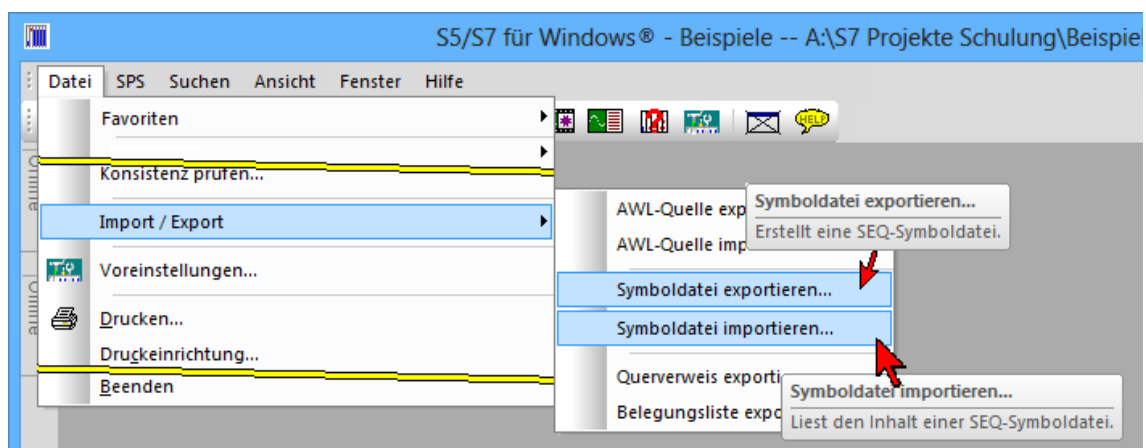 S5/S7 für Windows® - Beispiele -- A:\S7 Projekte Schulung\Beispiel
Datei SPS Suchen Ansicht Fenster Hilfe
HELP
Favoriten
Konsistenz prüfen...
Import / Export
Voreinstellungen...
Drucken...
Druckeinrichtung...
Beenden
AWL-Quelle exp
AWL-Quelle imp
Symboldatei exportieren...
Symboldatei importieren...
Querverweis exporti
Belegungsliste expo
Symboldatei exportieren...
Erstellt eine SEQ-Symboldatei.
Symboldatei importieren...
Liest den Inhalt einer SEQ-Symboldatei.